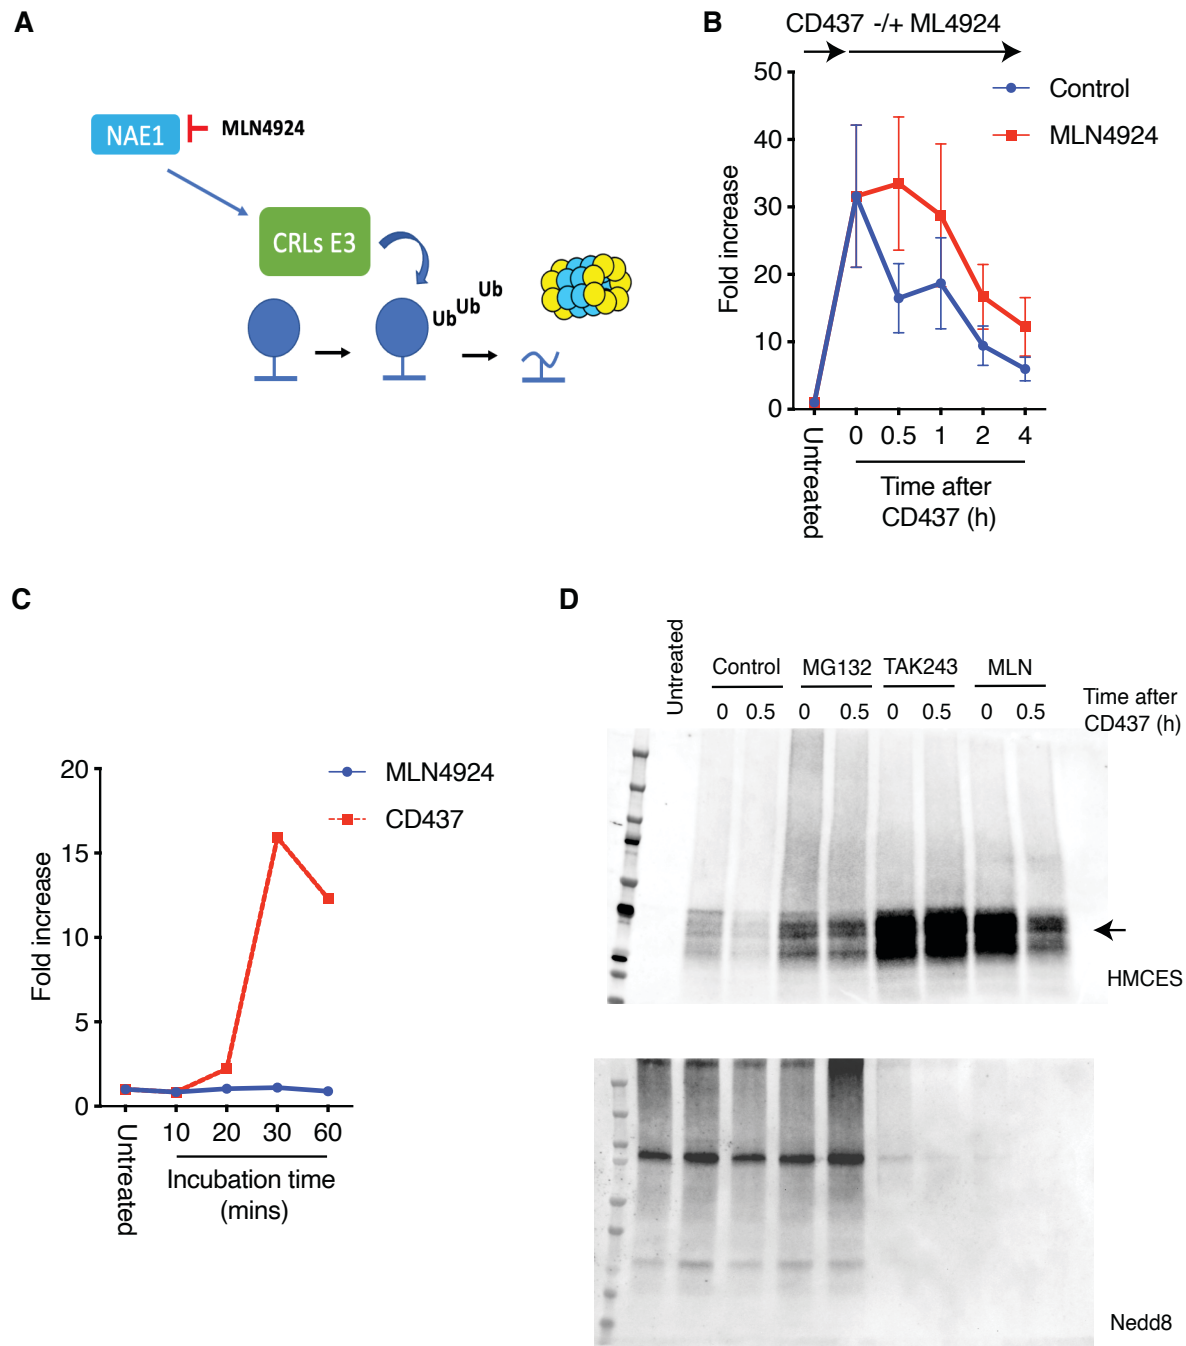 A
NAE1
MLN4924
CRLs E3
Ub Ub Ub
B
CD437 -/+ ML4924
50
40
30
20
10
0
Fold increase
Control
MLN4924
Untreated
0 0.5 1 2 4
Time after
CD437 (h)
C
20
15
10
5
0
Fold increase
MLN4924
CD437
Untreated
10 20 30 60
Incubation time
(mins)
D
Untreated
Control MG132 TAK243 MLN
0 0.5 0 0.5 0 0.5 0 0.5
Time after
CD437 (h)
HMCES
Nedd8